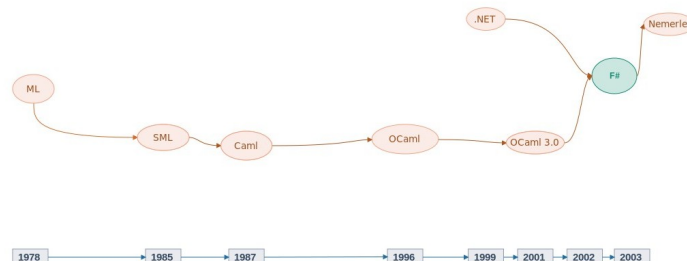 .NET
Nemerle
F#
ML
SML
Caml
OCaml
OCaml 3.0
1978
1985
1987
1996
1999
2001
2002
2003